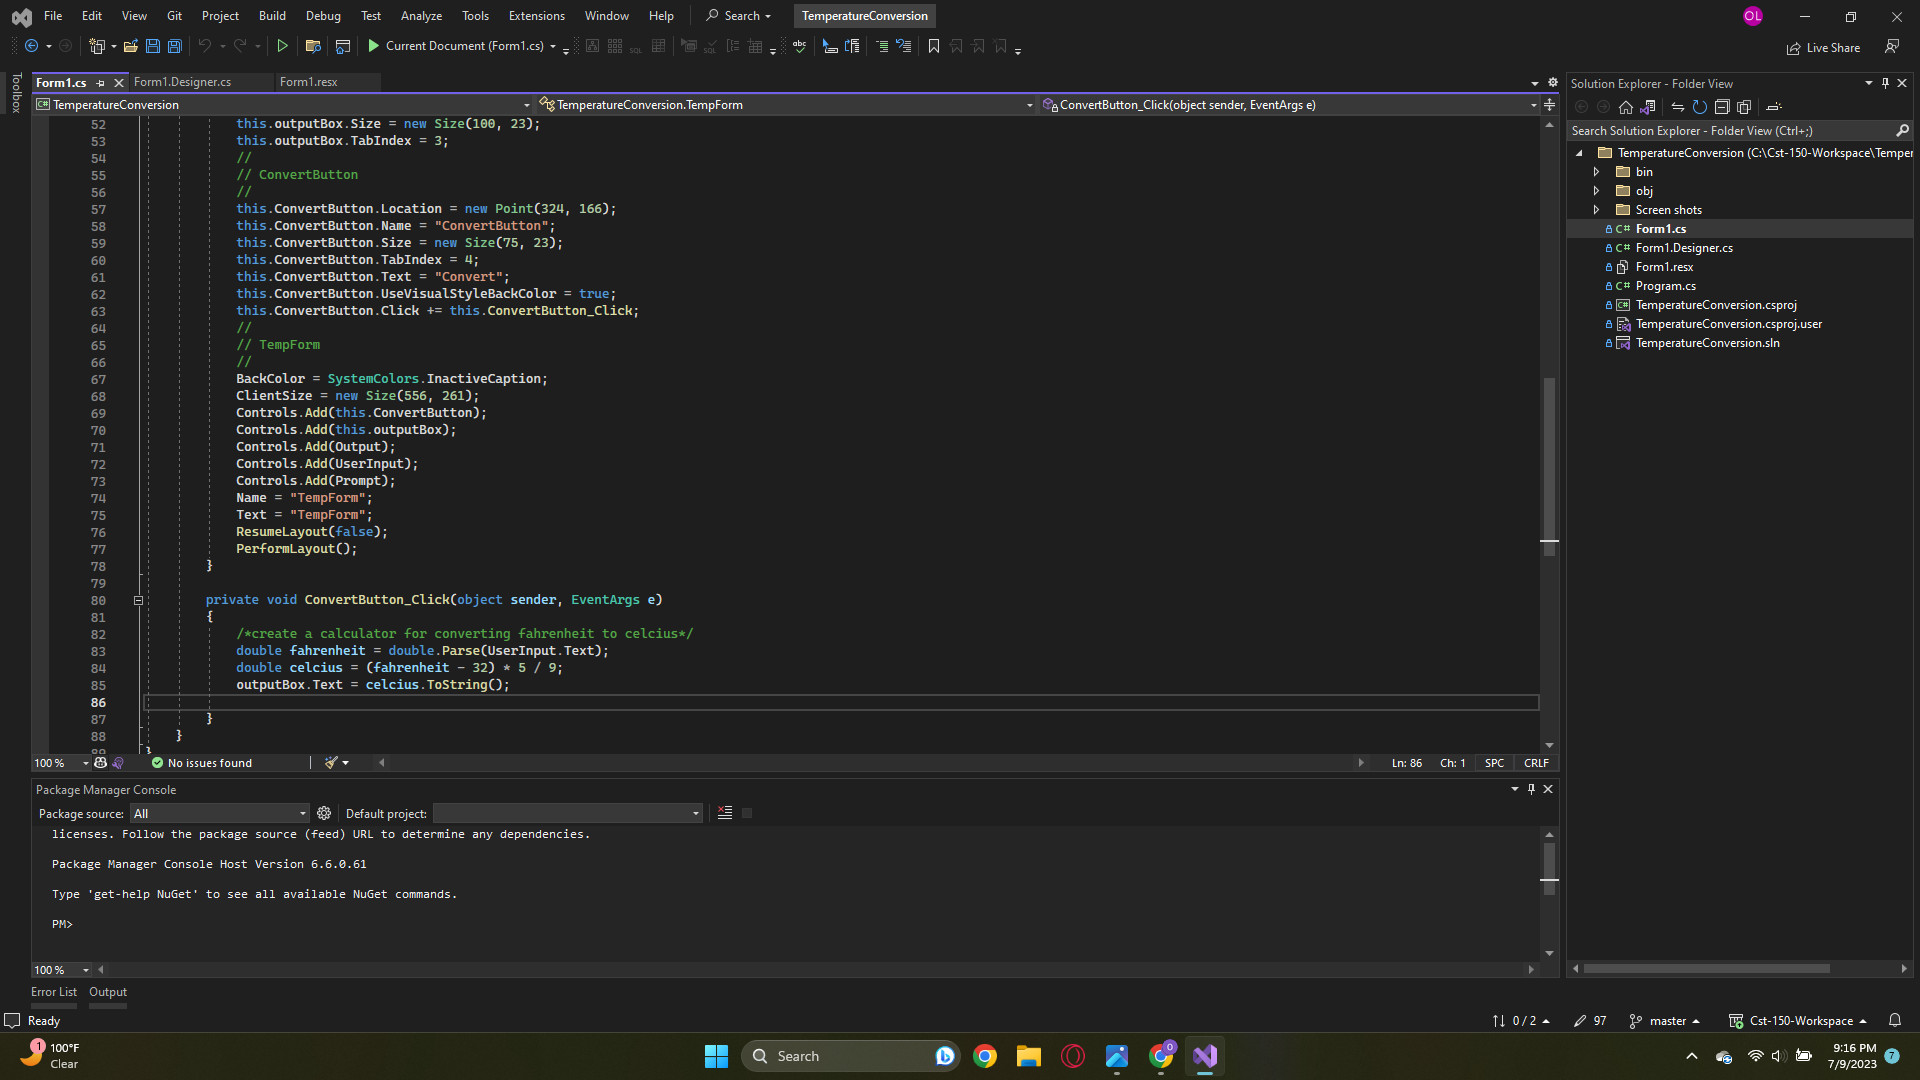 File Edit View Git Project Build Debug Test Analyze Tools Extensions Window Help Search TemperatureConversion OL
Current Document (Form1.cs) Live Share
Toolbox
Form1.cs Form1.Designer.cs Form1.resx
TemperatureConversion TemperatureConversion.TempForm ConvertButton_Click(object sender, EventArgs e)
52 this.outputBox.Size = new Size(100, 23);
53 this.outputBox.TabIndex = 3;
54 //
55 // ConvertButton
56 //
57 this.ConvertButton.Location = new Point(324, 166);
58 this.ConvertButton.Name = "ConvertButton";
59 this.ConvertButton.Size = new Size(75, 23);
60 this.ConvertButton.TabIndex = 4;
61 this.ConvertButton.Text = "Convert";
62 this.ConvertButton.UseVisualStyleBackColor = true;
63 this.ConvertButton.Click += this.ConvertButton_Click;
64 //
65 // TempForm
66 //
67 BackColor = SystemColors.InactiveCaption;
68 ClientSize = new Size(556, 261);
69 Controls.Add(this.ConvertButton);
70 Controls.Add(this.outputBox);
71 Controls.Add(Output);
72 Controls.Add(UserInput);
73 Controls.Add(Prompt);
74 Name = "TempForm";
75 Text = "TempForm";
76 ResumeLayout(false);
77 PerformLayout();
78 }
79
80 private void ConvertButton_Click(object sender, EventArgs e)
81 {
82 /*create a calculator for converting fahrenheit to celcius*/
83 double fahrenheit = double.Parse(UserInput.Text);
84 double celcius = (fahrenheit - 32) * 5 / 9;
85 outputBox.Text = celcius.ToString();
86
87 }
88 }
89 }
100 % No issues found Ln: 86 Ch: 1 SPC CRLF
Package Manager Console
Package source: All Default project:
licenses. Follow the package source (feed) URL to determine any dependencies.
Package Manager Console Host Version 6.6.0.61
Type 'get-help NuGet' to see all available NuGet commands.
PM>
100 %
Error List Output
Solution Explorer - Folder View
Search Solution Explorer - Folder View (Ctrl+;)
TemperatureConversion (C:\Cst-150-Workspace\Temper
bin
obj
Screen shots
C# Form1.cs
C# Form1.Designer.cs
Form1.resx
C# Program.cs
TemperatureConversion.csproj
TemperatureConversion.csproj.user
TemperatureConversion.sln
Ready 0 / 2 97 master Cst-150-Workspace
1 100°F
Clear
Search
0
9:16 PM
7/9/2023
7